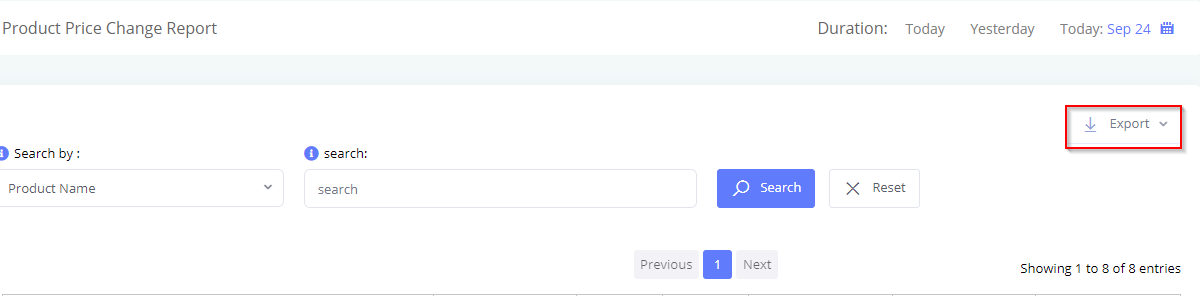 Product Price Change Report Duration: Today Yesterday Today: Sep 24
Export
Search by : search:
Product Name search Search Reset
Previous 1 Next
Showing 1 to 8 of 8 entries